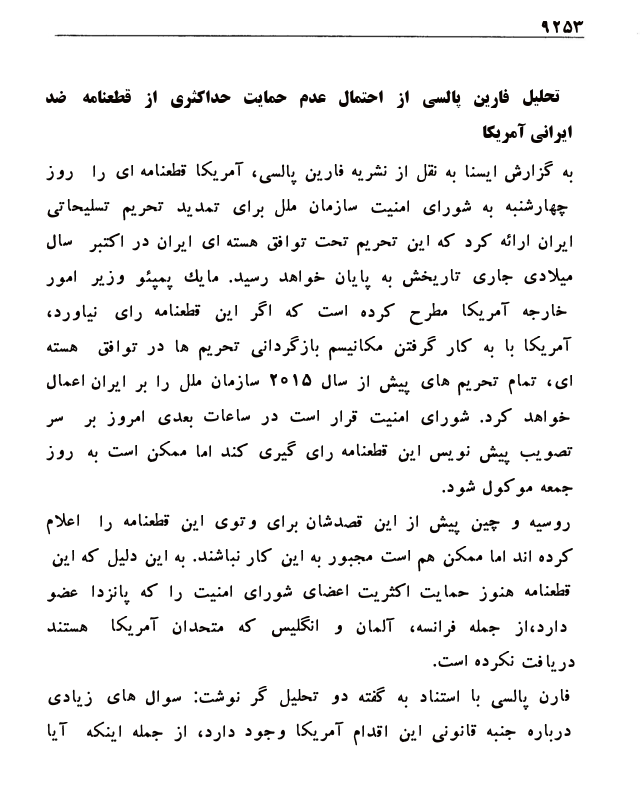 ۹۲۵۳
تحلیل فارین پالسی از احتمال عدم حمایت حداکثری از قطعنامه ضد
ایرانی آمریکا
به گزارش ایسنا به نقل از نشریه فارین پالسی، آمریکا قطعنامه ای را روز
چهارشنبه به شورای امنیت سازمان ملل برای تمدید تحریم تسلیحاتی
ایران ارائه کرد که این تحریم تحت توافق هسته ای ایران در اکتبر سال
میلادی جاری تاریخش به پایان خواهد رسید. مایك پمپئو وزیر امور
خارجه آمریکا مطرح کرده است که اگر این قطعنامه رای نیاورد،
آمریکا با به کار گرفتن مکانیسم بازگردانی تحریم ها در توافق هسته
ای، تمام تحریم های پیش از سال ۲۰۱۵ سازمان ملل را بر ایران اعمال
خواهد کرد. شورای امنیت قرار است در ساعات بعدی امروز بر سر
تصویب پیش نویس این قطعنامه رای گیری کند اما ممکن است به روز
جمعه موکول شود.
روسیه و چین پیش از این قصدشان برای وتوی این قطعنامه را اعلام
کرده اند اما ممکن هم است مجبور به این کار نباشند. به این دلیل که این
قطعنامه هنوز حمایت اکثریت اعضای شورای امنیت را که پانزدا عضو
دارد،از جمله فرانسه، آلمان و انگلیس که متحدان آمریکا هستند
دریافت نکرده است.
فارن پالسی با استناد به گفته دو تحلیل گر نوشت: سوال های زیادی
درباره جنبه قانونی این اقدام آمریکا وجود دارد، از جمله اینکه آیا